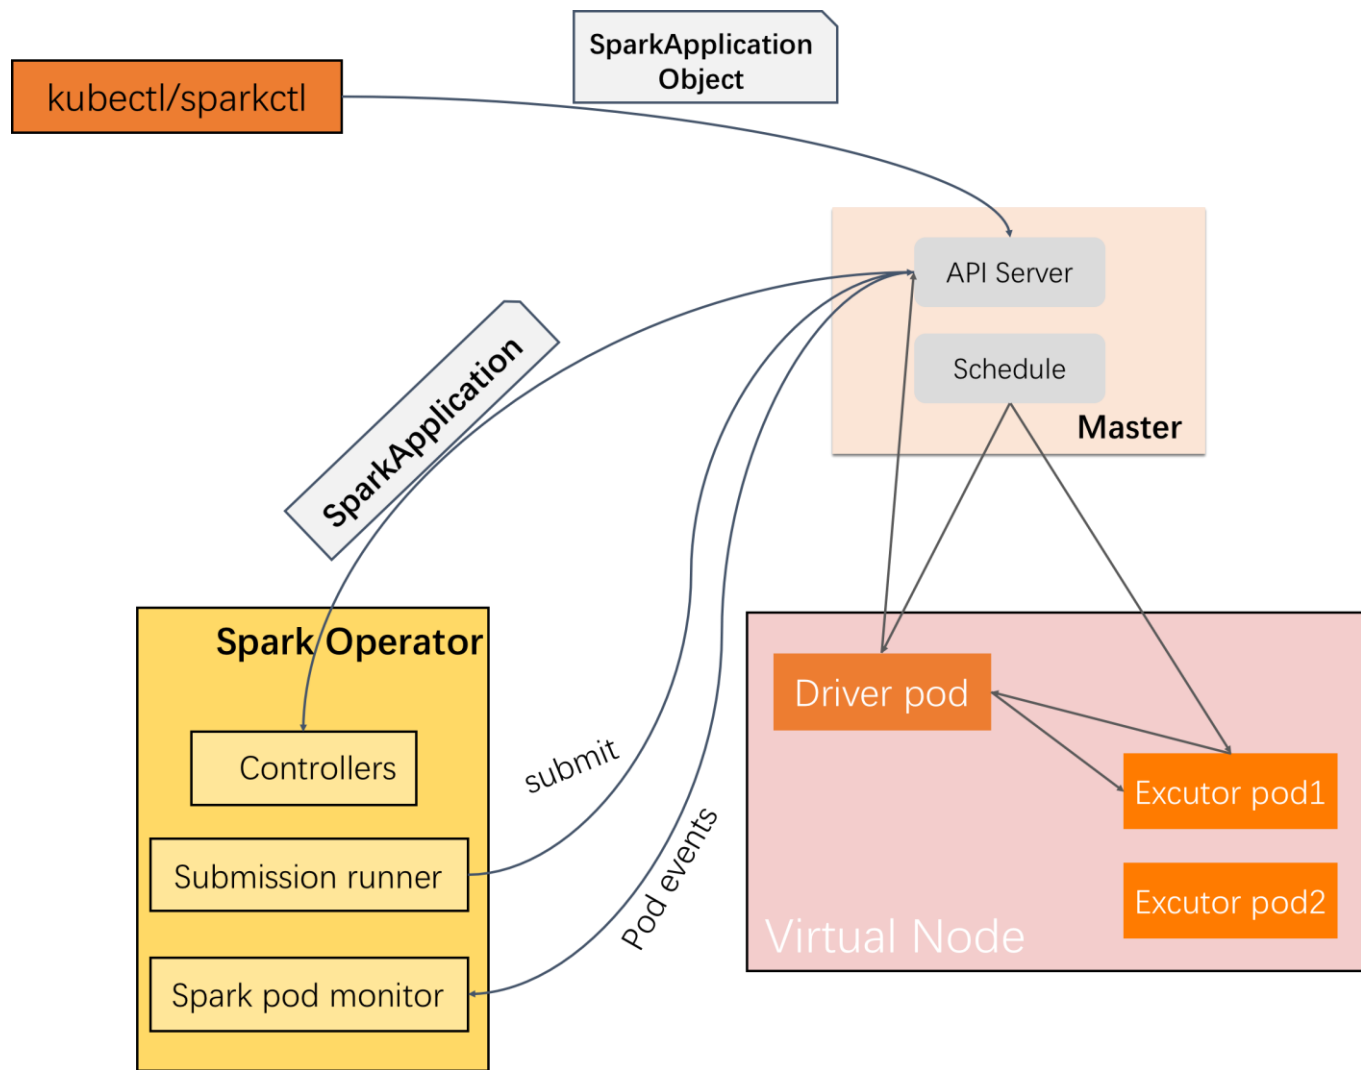 SparkApplication
Object
kubectl/sparkctl
API Server
Schedule
Master
SparkApplication
Spark Operator
Controllers
Submission runner
Spark pod monitor
submit
Pod events
Driver pod
Excutor pod1
Excutor pod2
Virtual Node